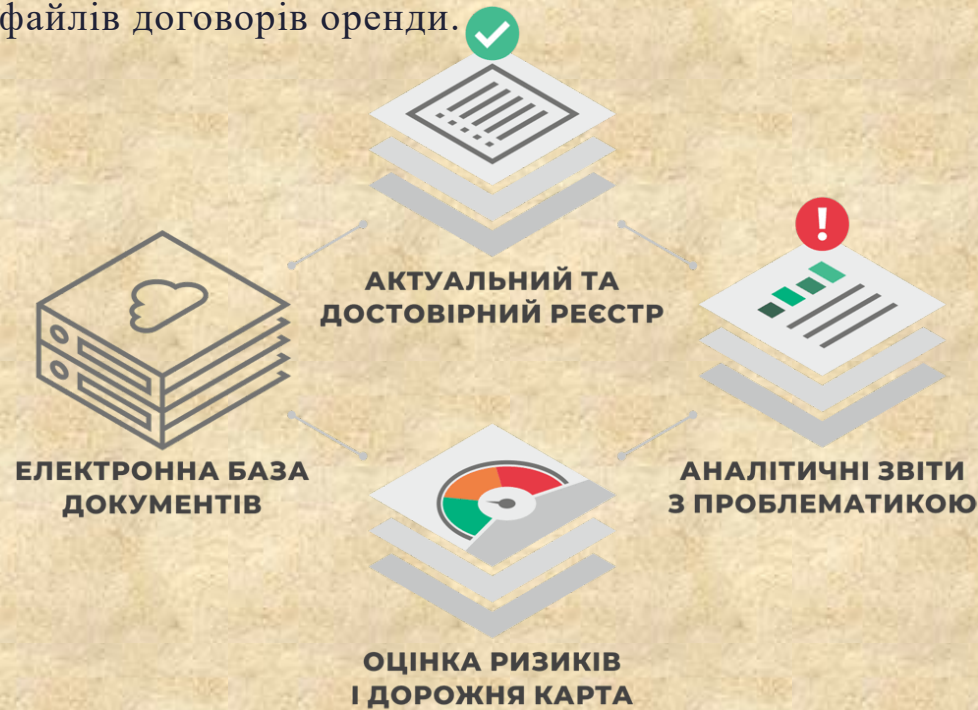 файлів договорів оренди.
АКТУАЛЬНИЙ ТА
ДОСТОВІРНИЙ РЕЄСТР
ЕЛЕКТРОННА БАЗА
ДОКУМЕНТІВ
АНАЛІТИЧНІ ЗВІТИ
З ПРОБЛЕМАТИКОЮ
ОЦІНКА РИЗИКІВ
І ДОРОЖНЯ КАРТА